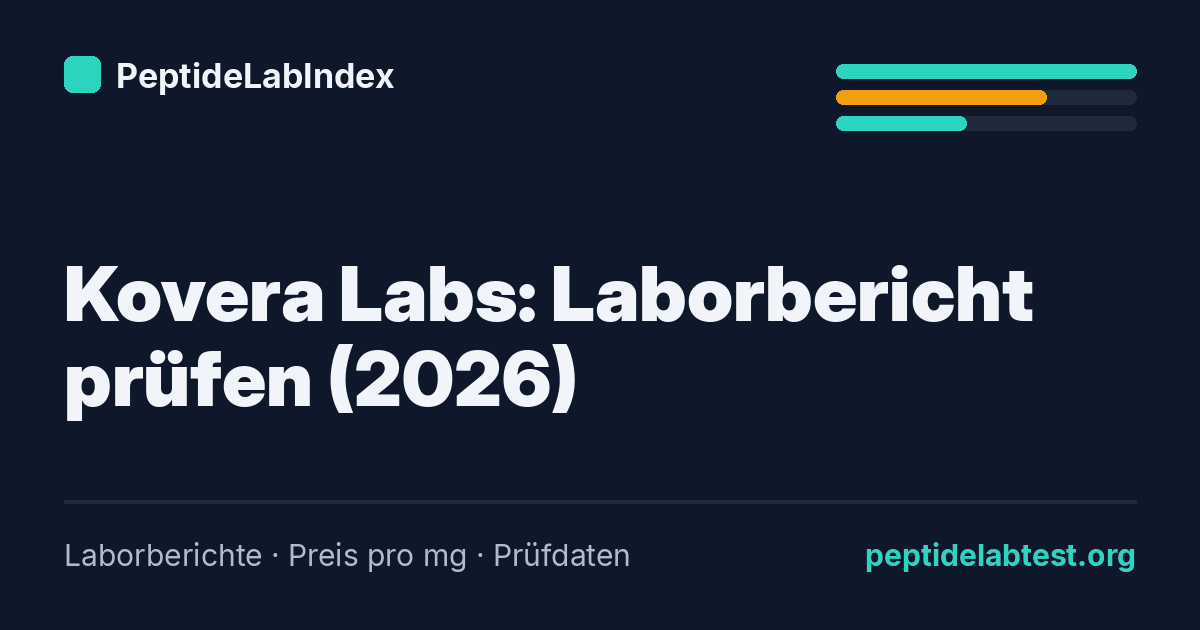 PeptideLabIndex
Kovera Labs: Laborbericht
prüfen (2026)
Laborberichte · Preis pro mg · Prüfdaten
peptidelabtest.org